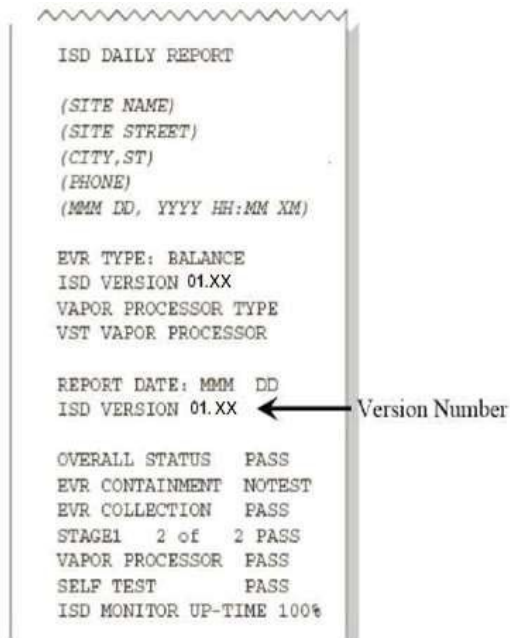 ISD DAILY REPORT
(SITE NAME)
(SITE STREET)
(CITY,ST)
(PHONE)
(MMM DD, YYYY HH:MM XM)
EVR TYPE: BALANCE
ISD VERSION 01.XX
VAPOR PROCESSOR TYPE
VST VAPOR PROCESSOR
REPORT DATE: MMM DD
ISD VERSION 01.XX Version Number
OVERALL STATUS PASS
EVR CONTAINMENT NOTEST
EVR COLLECTION PASS
STAGE1 2 of 2 PASS
VAPOR PROCESSOR PASS
SELF TEST PASS
ISD MONITOR UP-TIME 100%